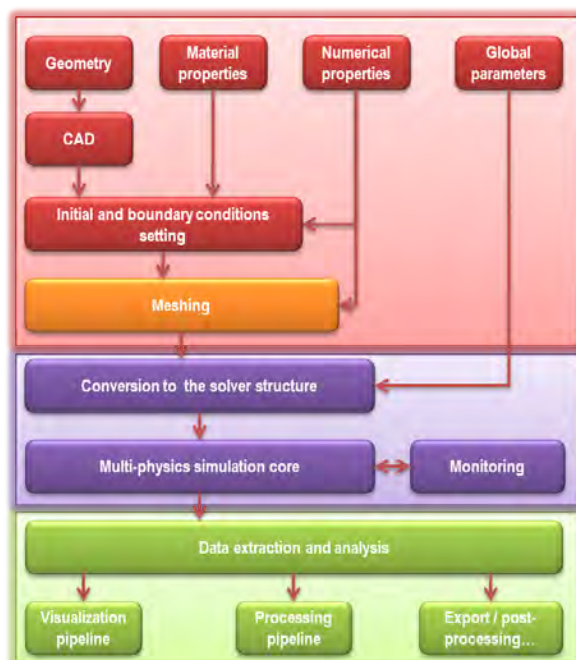 Geometry
Material
properties
Numerical
properties
Global
parameters
CAD
Initial and boundary conditions
setting
Meshing
Conversion to the solver structure
Multi-physics simulation core
Monitoring
Data extraction and analysis
Visualization
pipeline
Processing
pipeline
Export / post-
processing...